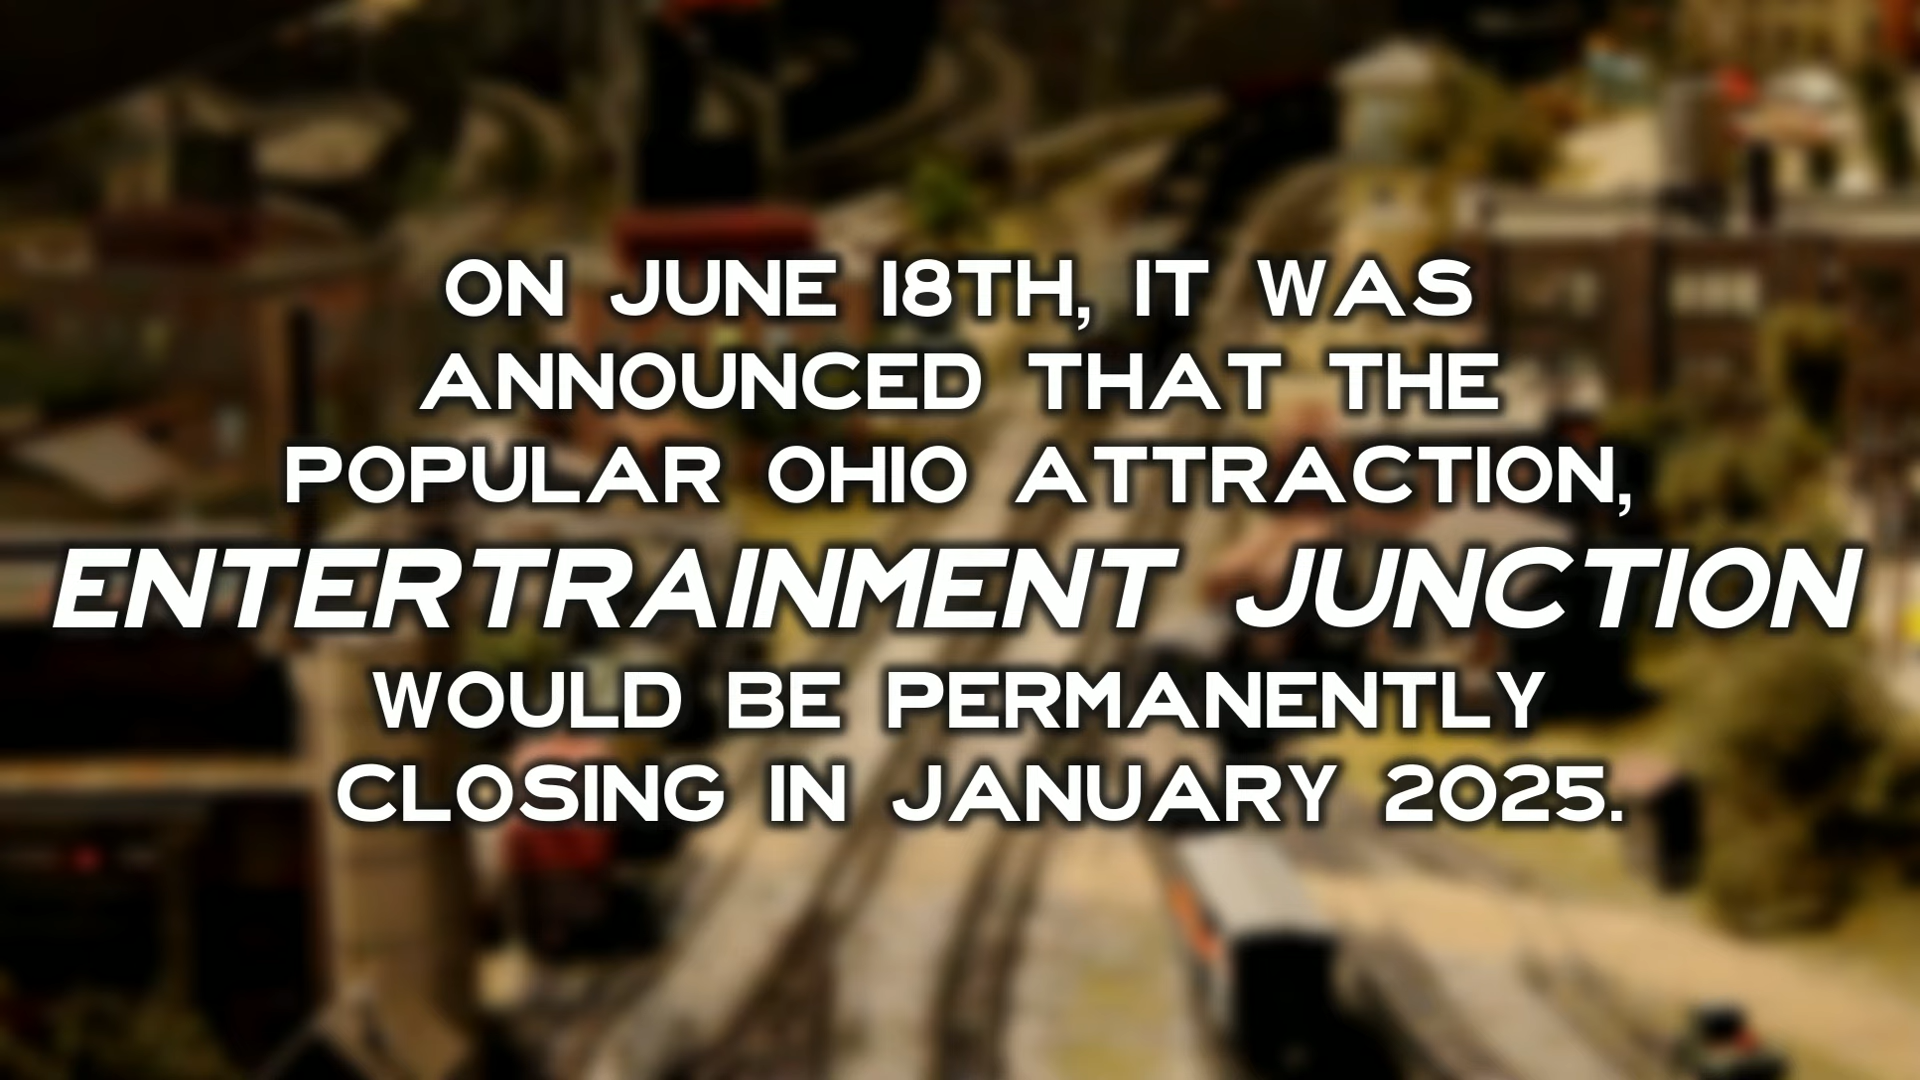 ON JUNE 18TH, IT WAS
ANNOUNCED THAT THE
POPULAR OHIO ATTRACTION,
ENTERTRAINMENT JUNCTION
WOULD BE PERMANENTLY
CLOSING IN JANUARY 2025.